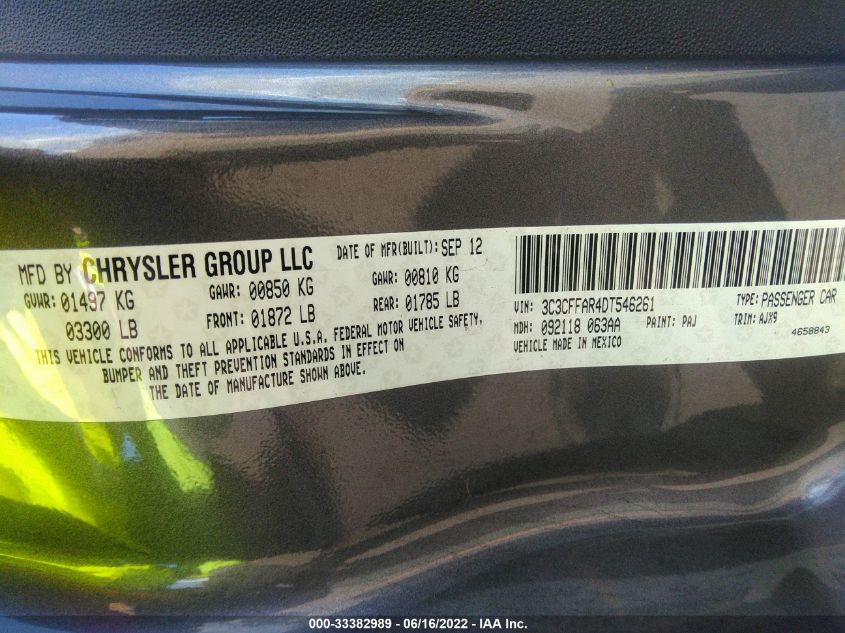 MFD BY CHRYSLER GROUP LLC
DATE OF MFR(BUILT): SEP 12
GVWR: 01497 KG
03300 LB
GAWR: 00850 KG
FRONT: 01872 LB
GAWR: 00810 KG
REAR: 01785 LB
THIS VEHICLE CONFORMS TO ALL APPLICABLE U.S.A. FEDERAL MOTOR VEHICLE SAFETY,
BUMPER AND THEFT PREVENTION STANDARDS IN EFFECT ON
THE DATE OF MANUFACTURE SHOWN ABOVE.
VIN: 3C3CFFAR4DT546261
TYPE: PASSENGER CAR
MDH: 092118 063AA
PAINT: PAJ
TRIM: AJX9
VEHICLE MADE IN MEXICO
4658843
000-33382989 - 06/16/2022 - IAA Inc.